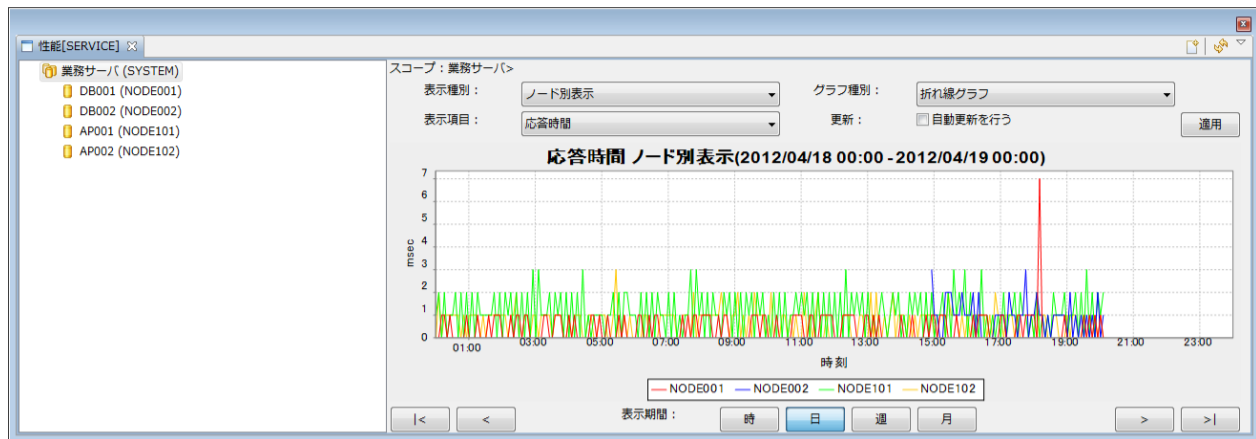 性能[SERVICE]
業務サーバ (SYSTEM)
DB001 (NODE001)
DB002 (NODE002)
AP001 (NODE101)
AP002 (NODE102)
スコープ：業務サーバ>
表示種別： ノード別表示 グラフ種別： 折れ線グラフ
表示項目： 応答時間 更新： 自動更新を行う 適用
応答時間 ノード別表示(2012/04/18 00:00 - 2012/04/19 00:00)
7
6
5
4
3
2
1
0
msec
01:00 03:00 05:00 07:00 09:00 11:00 13:00 15:00 17:00 19:00 21:00 23:00
時刻
NODE001 NODE002 NODE101 NODE102
|< < 表示期間： 時 日 週 月 > >|